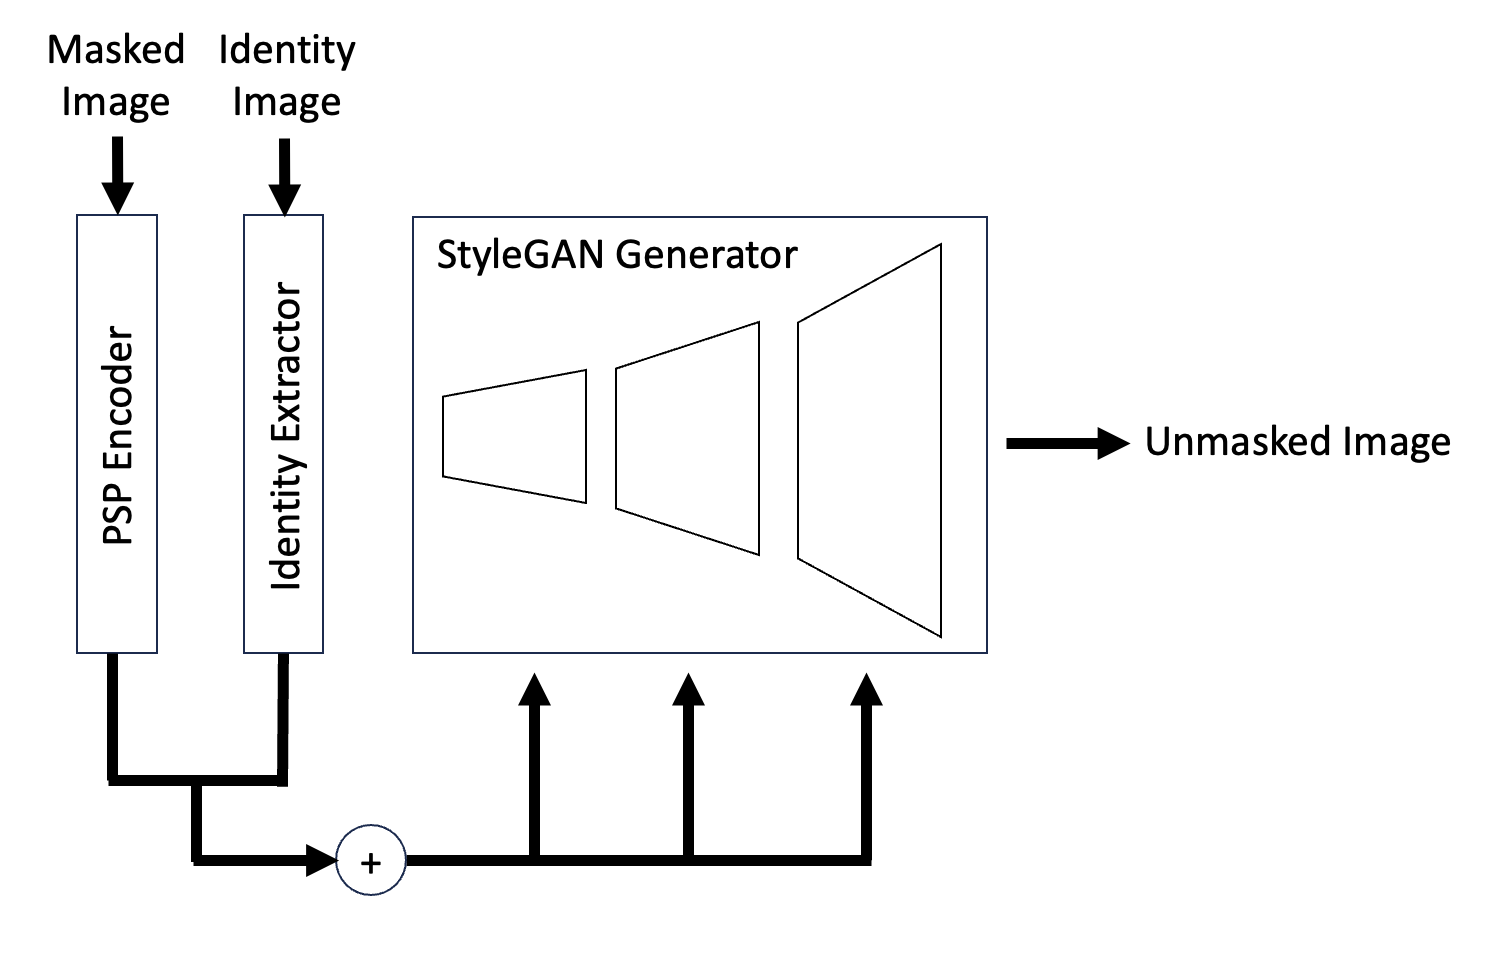 Masked
Image
Identity
Image
PSP Encoder
Identity Extractor
StyleGAN Generator
Unmasked Image
+